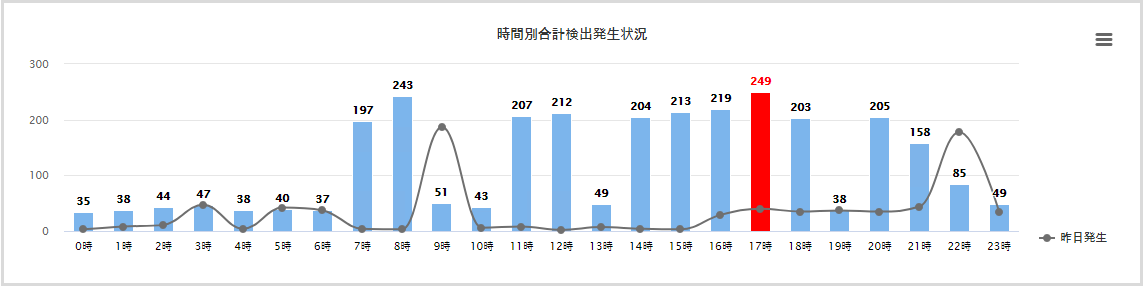 時間別合計検出発生状況
300
200
100
0
35
38
44
47
38
40
37
197
243
51
43
207
212
49
204
213
219
249
203
38
205
158
85
49
0時
1時
2時
3時
4時
5時
6時
7時
8時
9時
10時
11時
12時
13時
14時
15時
16時
17時
18時
19時
20時
21時
22時
23時
昨日発生